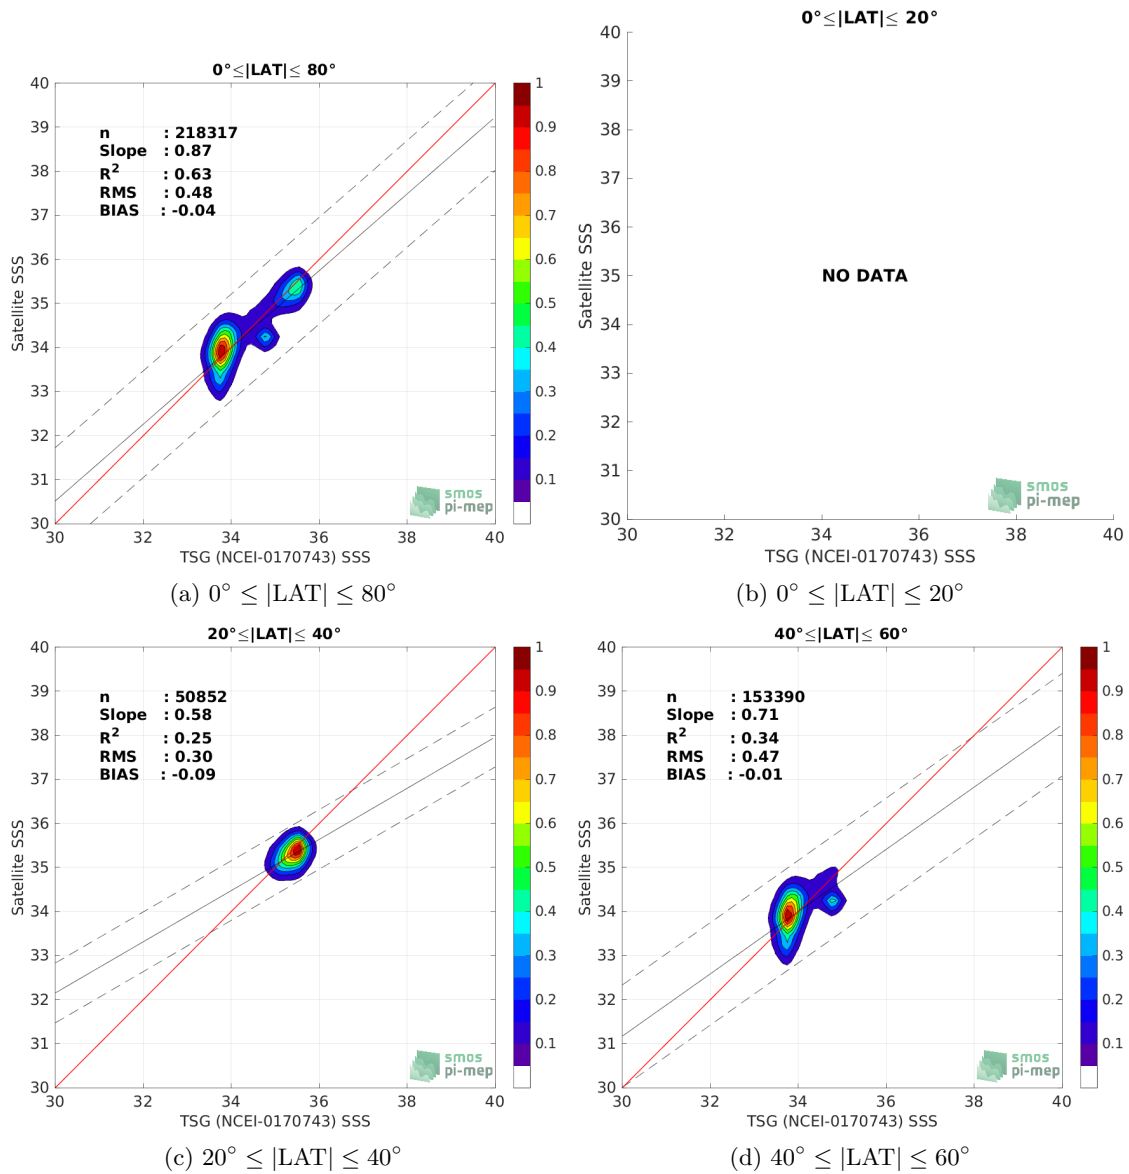 0°≤|LAT|≤ 80°
40
39
38
37
36
35
34
33
32
31
30
Satellite SSS
n : 218317
Slope : 0.87
R² : 0.63
RMS : 0.48
BIAS : -0.04
smos
pi-mep
30 32 34 36 38 40
TSG (NCEI-0170743) SSS
1
0.9
0.8
0.7
0.6
0.5
0.4
0.3
0.2
0.1
(a) 0° ≤ |LAT| ≤ 80°
0°≤|LAT|≤ 20°
40
39
38
37
36
35
34
33
32
31
30
Satellite SSS
NO DATA
smos
pi-mep
30 32 34 36 38 40
TSG (NCEI-0170743) SSS
(b) 0° ≤ |LAT| ≤ 20°
20°≤|LAT|≤ 40°
40
39
38
37
36
35
34
33
32
31
30
Satellite SSS
n : 50852
Slope : 0.58
R² : 0.25
RMS : 0.30
BIAS : -0.09
smos
pi-mep
30 32 34 36 38 40
TSG (NCEI-0170743) SSS
1
0.9
0.8
0.7
0.6
0.5
0.4
0.3
0.2
0.1
(c) 20° ≤ |LAT| ≤ 40°
40°≤|LAT|≤ 60°
40
39
38
37
36
35
34
33
32
31
30
Satellite SSS
n : 153390
Slope : 0.71
R² : 0.34
RMS : 0.47
BIAS : -0.01
smos
pi-mep
30 32 34 36 38 40
TSG (NCEI-0170743) SSS
1
0.9
0.8
0.7
0.6
0.5
0.4
0.3
0.2
0.1
(d) 40° ≤ |LAT| ≤ 60°